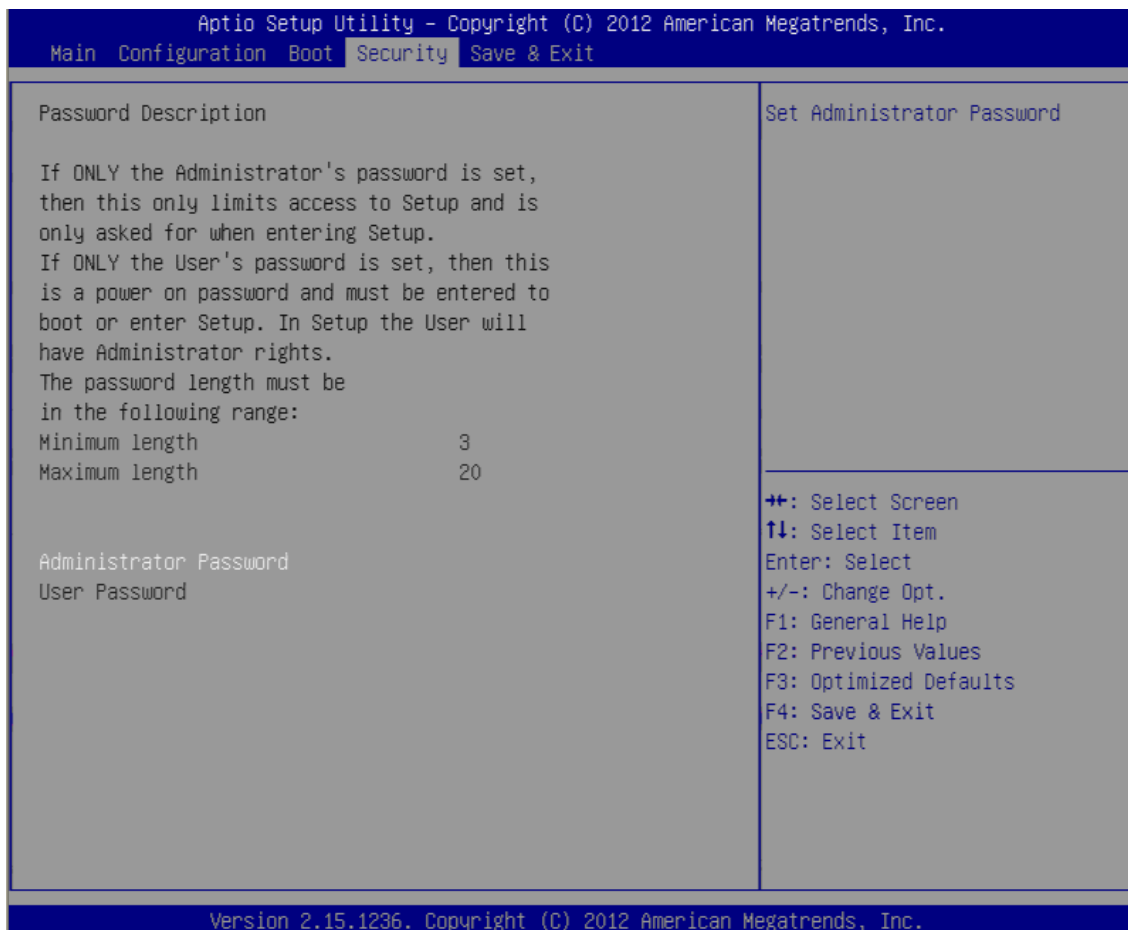 Aptio Setup Utility – Copyright (C) 2012 American Megatrends, Inc.
Main Configuration Boot Security Save & Exit
Password Description
If ONLY the Administrator's password is set,
then this only limits access to Setup and is
only asked for when entering Setup.
If ONLY the User's password is set, then this
is a power on password and must be entered to
boot or enter Setup. In Setup the User will
have Administrator rights.
The password length must be
in the following range:
Minimum length 3
Maximum length 20
Administrator Password
User Password
Set Administrator Password
→←: Select Screen
↑↓: Select Item
Enter: Select
+/-: Change Opt.
F1: General Help
F2: Previous Values
F3: Optimized Defaults
F4: Save & Exit
ESC: Exit
Version 2.15.1236. Copyright (C) 2012 American Megatrends, Inc.